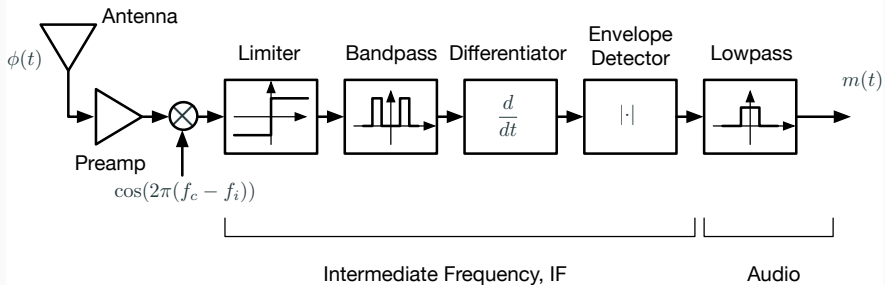 Antenna
ϕ(t)
Preamp
cos(2π(f_c − f_i))
Limiter
Bandpass
Differentiator
d/dt
Envelope
Detector
|·|
Lowpass
m(t)
Intermediate Frequency, IF
Audio